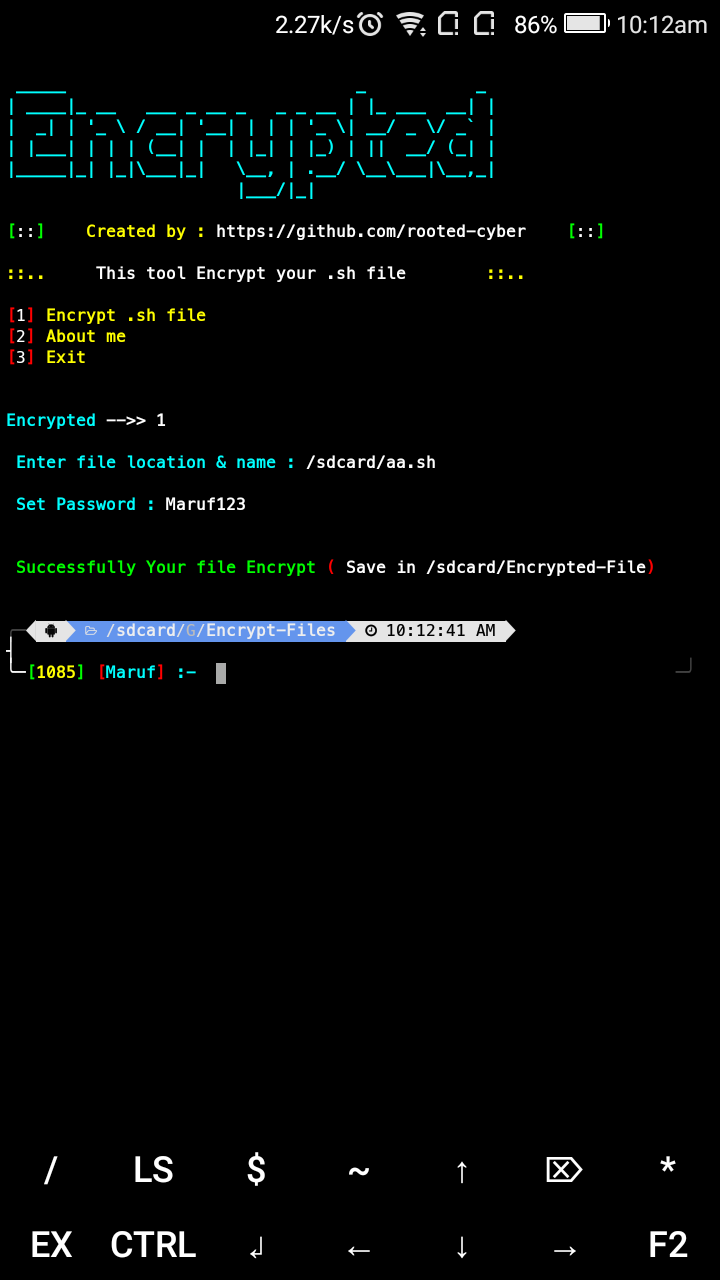 2.27k/s 86% 10:12am
Encrypted
[::] Created by : https://github.com/rooted-cyber [::]
::.. This tool Encrypt your .sh file ::..
[1] Encrypt .sh file
[2] About me
[3] Exit
Encrypted -->> 1
Enter file location & name : /sdcard/aa.sh
Set Password : Maruf123
Successfully Your file Encrypt ( Save in /sdcard/Encrypted-File)
/sdcard/G/Encrypt-Files 10:12:41 AM
[1085] [Maruf] :-
/ LS $ ~ ↑ ⌦ *
EX CTRL ↲ ← ↓ → F2